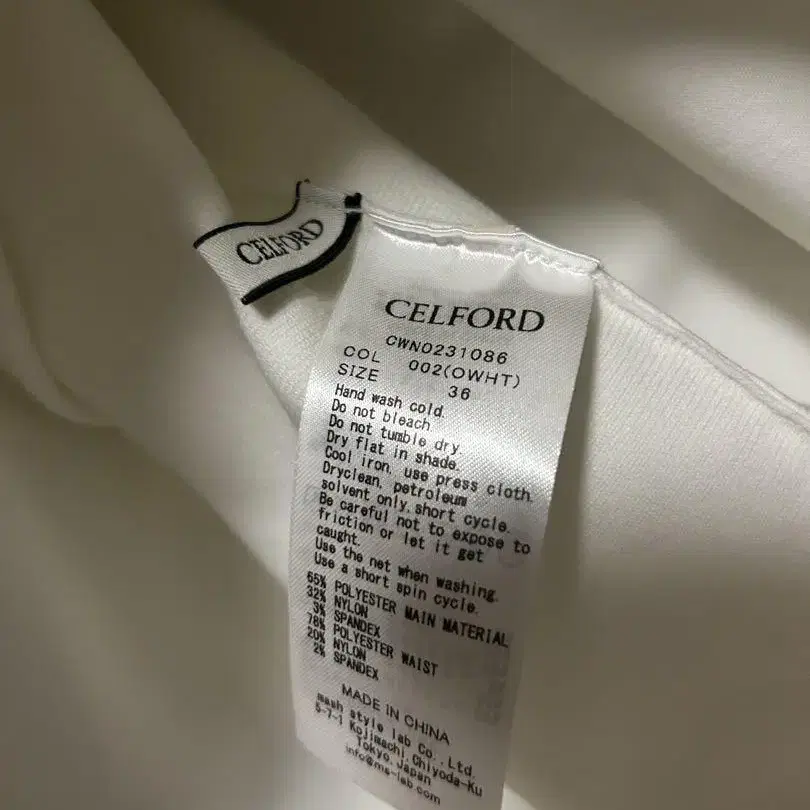 CELFORD
CELFORD
CWN0231086
COL 002(OWHT)
SIZE 36
Hand wash cold.
Do not bleach
Do not tumble dry.
Dry flat in shade.
Cool iron, use press cloth.
Dryclean, petroleum
solvent only, short cycle.
Be careful not to expose to
friction or let it get
caught.
Use the net when washing.
Use a short spin cycle.
65% POLYESTER MAIN MATERIAL
32% NYLON
3% SPANDEX
78% POLYESTER WAIST
20% NYLON
2% SPANDEX
MADE IN CHINA
mash style lab Co.,Ltd.
5-7-1 Kojimachi,Chiyoda-Ku
Tokyo,Japan
info@ms-lab.com